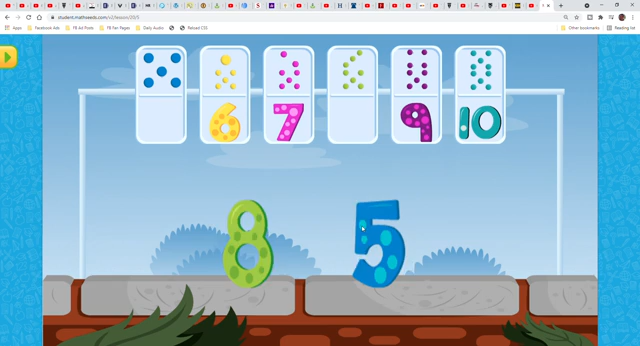 student.mathseeds.com/v2/lesson/20/5
Apps
Facebook Ads
FB Ad Posts
FB Fan Pages
Daily Audio
Reload CSS
Other bookmarks
Reading list
6 7 9 10
8 5